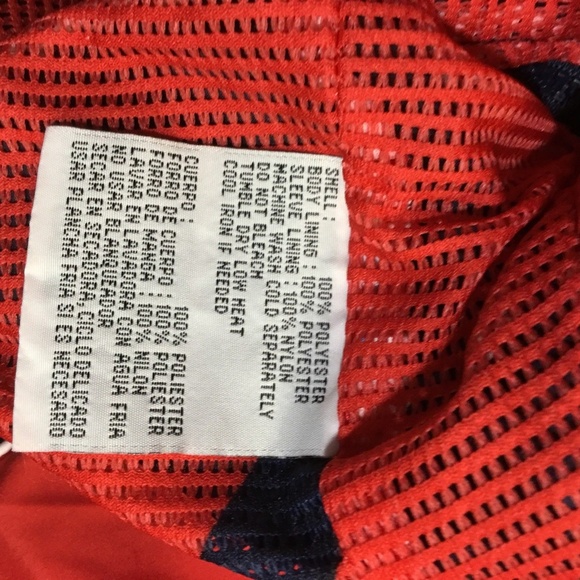 SHELL : 100% POLYESTER
BODY LINING : 100% POLYESTER
SLEEVE LINING : 100% NYLON
MACHINE WASH COLD SEPARATELY
DO NOT BLEACH
TUMBLE DRY LOW HEAT
COOL IRON IF NEEDED
CUERPO : 100% POLIESTER
FORRO DE CUERPO : 100% POLIESTER
FORRO DE MANGA : 100% NILON
LAVAR EN LAVADORA CON AGUA FRIA
NO USAR BLANQUEADOR
SECAR EN SECADORA CICLO DELICADO
USAR PLANCHA FRIA SI ES NECESARIO